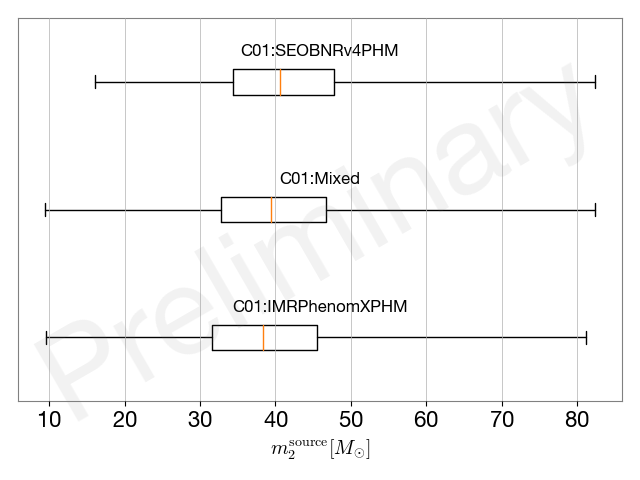 C01:SEOBNRv4PHM
C01:Mixed
C01:IMRPhenomXPHM
Preliminary
10 20 30 40 50 60 70 80
m₂^source[M⊙]